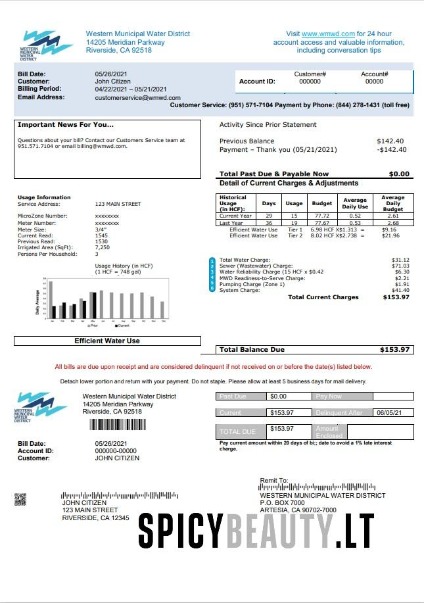 WESTERN MUNICIPAL WATER DISTRICT
Western Municipal Water District
14205 Meridian Parkway
Riverside, CA 92518
Visit www.wmwd.com for 24 hour
account access and valuable information,
including conversation tips
Bill Date: 05/26/2021
Customer: John Citizen
Billing Period: 04/22/2021 – 05/21/2021
Email Address: customerservice@wmwd.com
Customer# Account#
Account ID: 000000 00000
Customer Service: (951) 571-7104 Payment by Phone: (844) 278-1431 (toll free)
Important News For You...
Questions about your bill? Contact our Customers Service team at
951.571.7104 or email billing@wmwd.com.
Activity Since Prior Statement
Previous Balance $142.40
Payment – Thank you (05/21/2021) -$142.40
Total Past Due & Payable Now $0.00
Detail of Current Charges & Adjustments
Usage Information
Service Address: 123 MAIN STREET
MicroZone Number: xxxxxxxx
Meter Number: xxxxxxxx
Meter Size: 3/4"
Current Read: 1545
Previous Read: 1530
Irrigated Area (SqFt): 7,250
Persons Per Household: 3
Usage History (in HCF)
(1 HCF = 748 gal)
Daily Average
Prior Current
Efficient Water Use
Historical Usage (in HCF): Days Usage Budget Average Daily Use Average Daily Budget
Current Year 29 15 77.72 0.52 2.61
Last Year 36 19 77.67 0.53 2.66
Efficient Water Use Tier 1 6.98 HCF X$1.313 = $9.16
Efficient Water Use Tier 2 8.02 HCF X$2.738 = $21.96
Total Water Charge: $31.12
Sewer (Wastewater) Charge: $71.03
Water Reliability Charge (15 HCF x $0.42 $6.30
MWD Readiness-to-Serve Charge: $2.21
Pumping Charge (Zone 1) $1.91
System Charge: $41.40
Total Current Charges $153.97
Total Balance Due $153.97
All bills are due upon receipt and are considered delinquent if not received on or before the date(s) listed below.
Detach lower portion and return with payment. Do not staple. Please allow at least 5 business days for mail delivery.
WESTERN MUNICIPAL WATER DISTRICT
Western Municipal Water District
14205 Meridian Parkway
Riverside, CA 92518
Past Due $0.00 Pay Now
Current $153.97 Delinquent After 06/05/21
TOTAL DUE $153.97 Amount Enclosed
Pay current amount within 20 days of bc; date to avoid a 1% late interest
charge.
Bill Date: 05/26/2021
Account ID: 000000-00000
Customer: JOHN CITIZEN
JOHN CITIZEN
123 MAIN STREET
RIVERSIDE, CA 12345
Remit To:
WESTERN MUNICIPAL WATER DISTRICT
P.O. BOX 7000
ARTESIA, CA 90702-7000
SPICYBEAUTY.LT